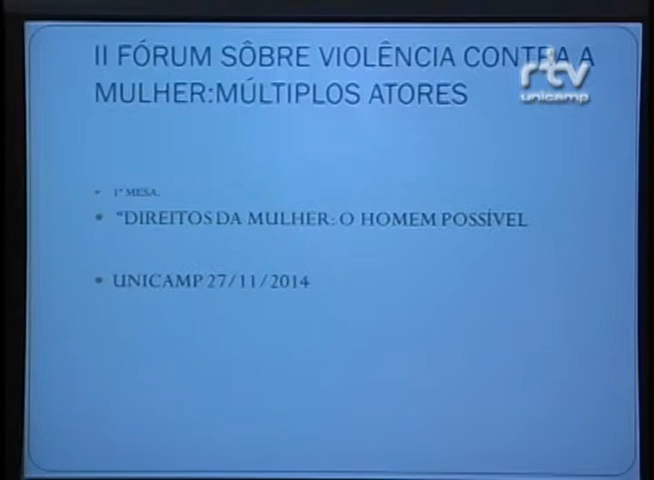 II FÓRUM SÔBRE VIOLÊNCIA CONTRA A
MULHER:MÚLTIPLOS ATORES
rtv
unicamp
1ª MESA.
"DIREITOS DA MULHER: O HOMEM POSSÍVEL
UNICAMP 27/11/2014